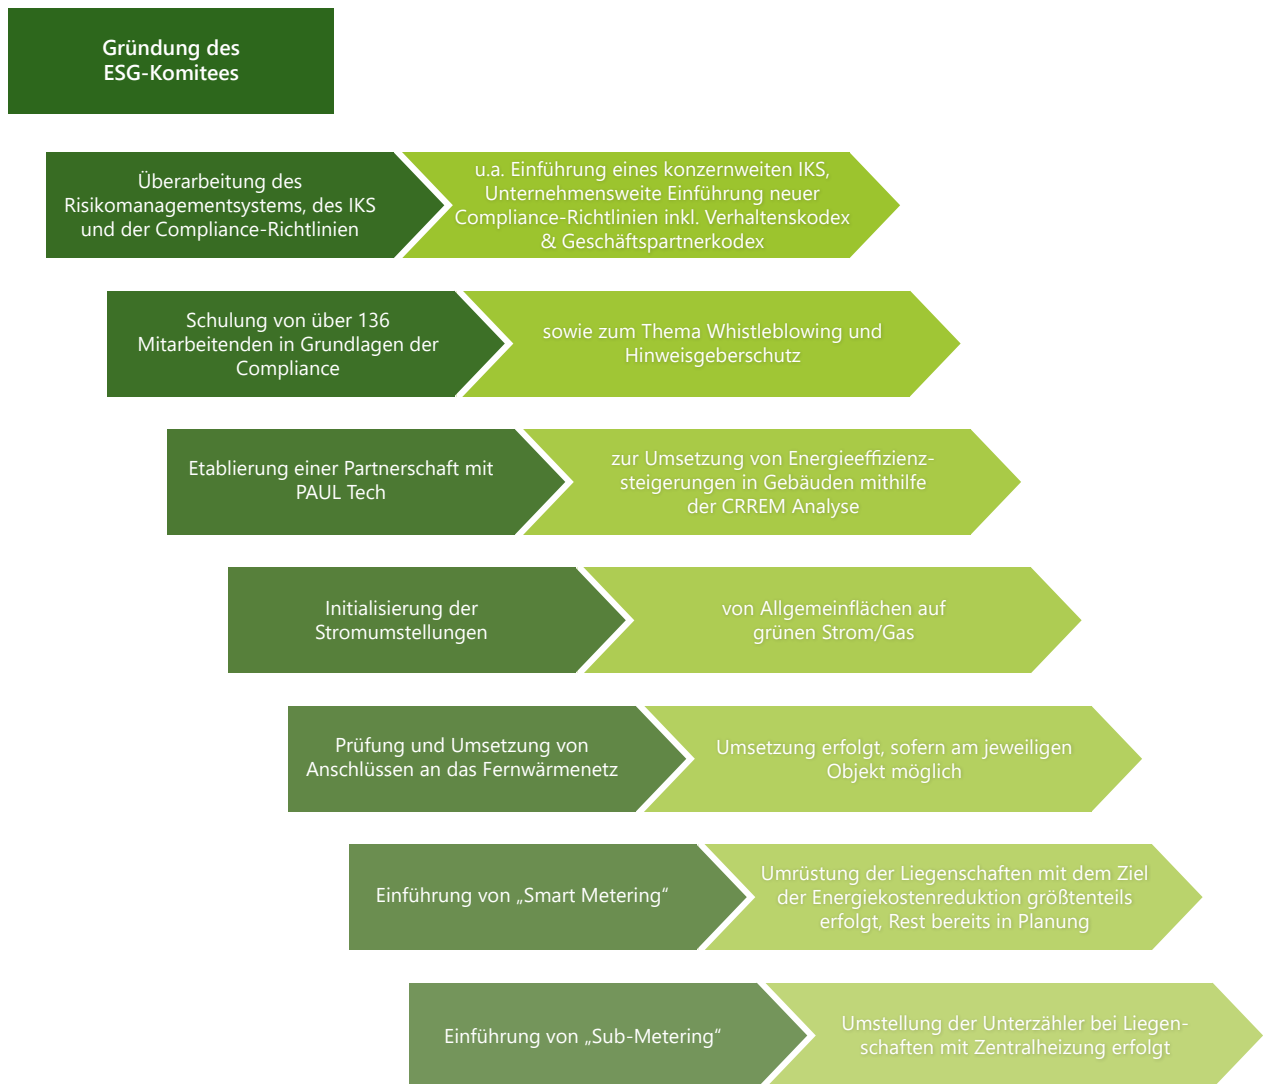 Gründung des
ESG-Komitees
Überarbeitung des
Risikomanagementsystems, des IKS
und der Compliance-Richtlinien
u.a. Einführung eines konzernweiten IKS,
Unternehmensweite Einführung neuer
Compliance-Richtlinien inkl. Verhaltenskodex
& Geschäftspartnerkodex
Schulung von über 136
Mitarbeitenden in Grundlagen der
Compliance
sowie zum Thema Whistleblowing und
Hinweisgeberschutz
Etablierung einer Partnerschaft mit
PAUL Tech
zur Umsetzung von Energieeffizienz-
steigerungen in Gebäuden mithilfe
der CRREM Analyse
Initialisierung der
Stromumstellungen
von Allgemeinflächen auf
grünen Strom/Gas
Prüfung und Umsetzung von
Anschlüssen an das Fernwärmenetz
Umsetzung erfolgt, sofern am jeweiligen
Objekt möglich
Einführung von „Smart Metering“
Umrüstung der Liegenschaften mit dem Ziel
der Energiekostenreduktion größtenteils
erfolgt, Rest bereits in Planung
Einführung von „Sub-Metering“
Umstellung der Unterzähler bei Liegen-
schaften mit Zentralheizung erfolgt